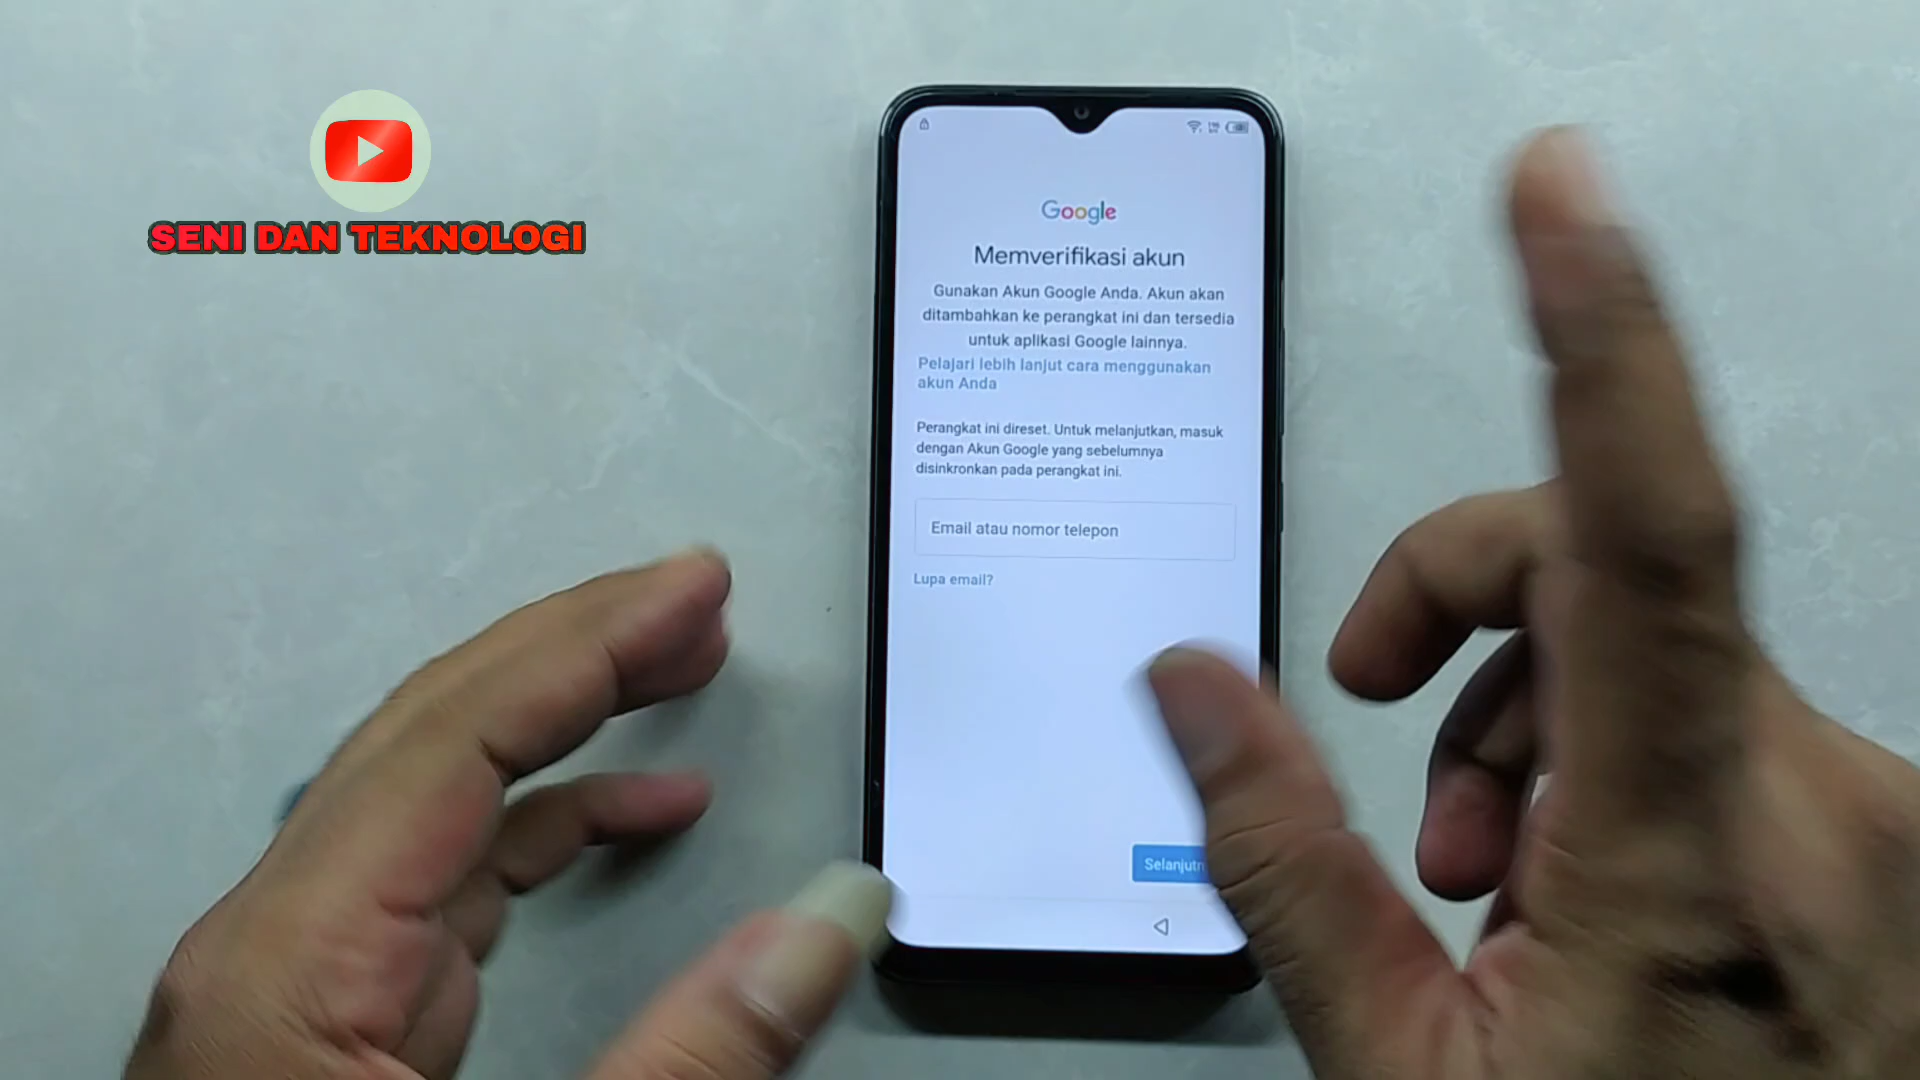 SENI DAN TEKNOLOGI
Google
Memverifikasi akun
Gunakan Akun Google Anda. Akun akan
ditambahkan ke perangkat ini dan tersedia
untuk aplikasi Google lainnya.
Pelajari lebih lanjut cara menggunakan
akun Anda
Perangkat ini direset. Untuk melanjutkan, masuk
dengan Akun Google yang sebelumnya
disinkronkan pada perangkat ini.
Email atau nomor telepon
Lupa email?
Selanjutn